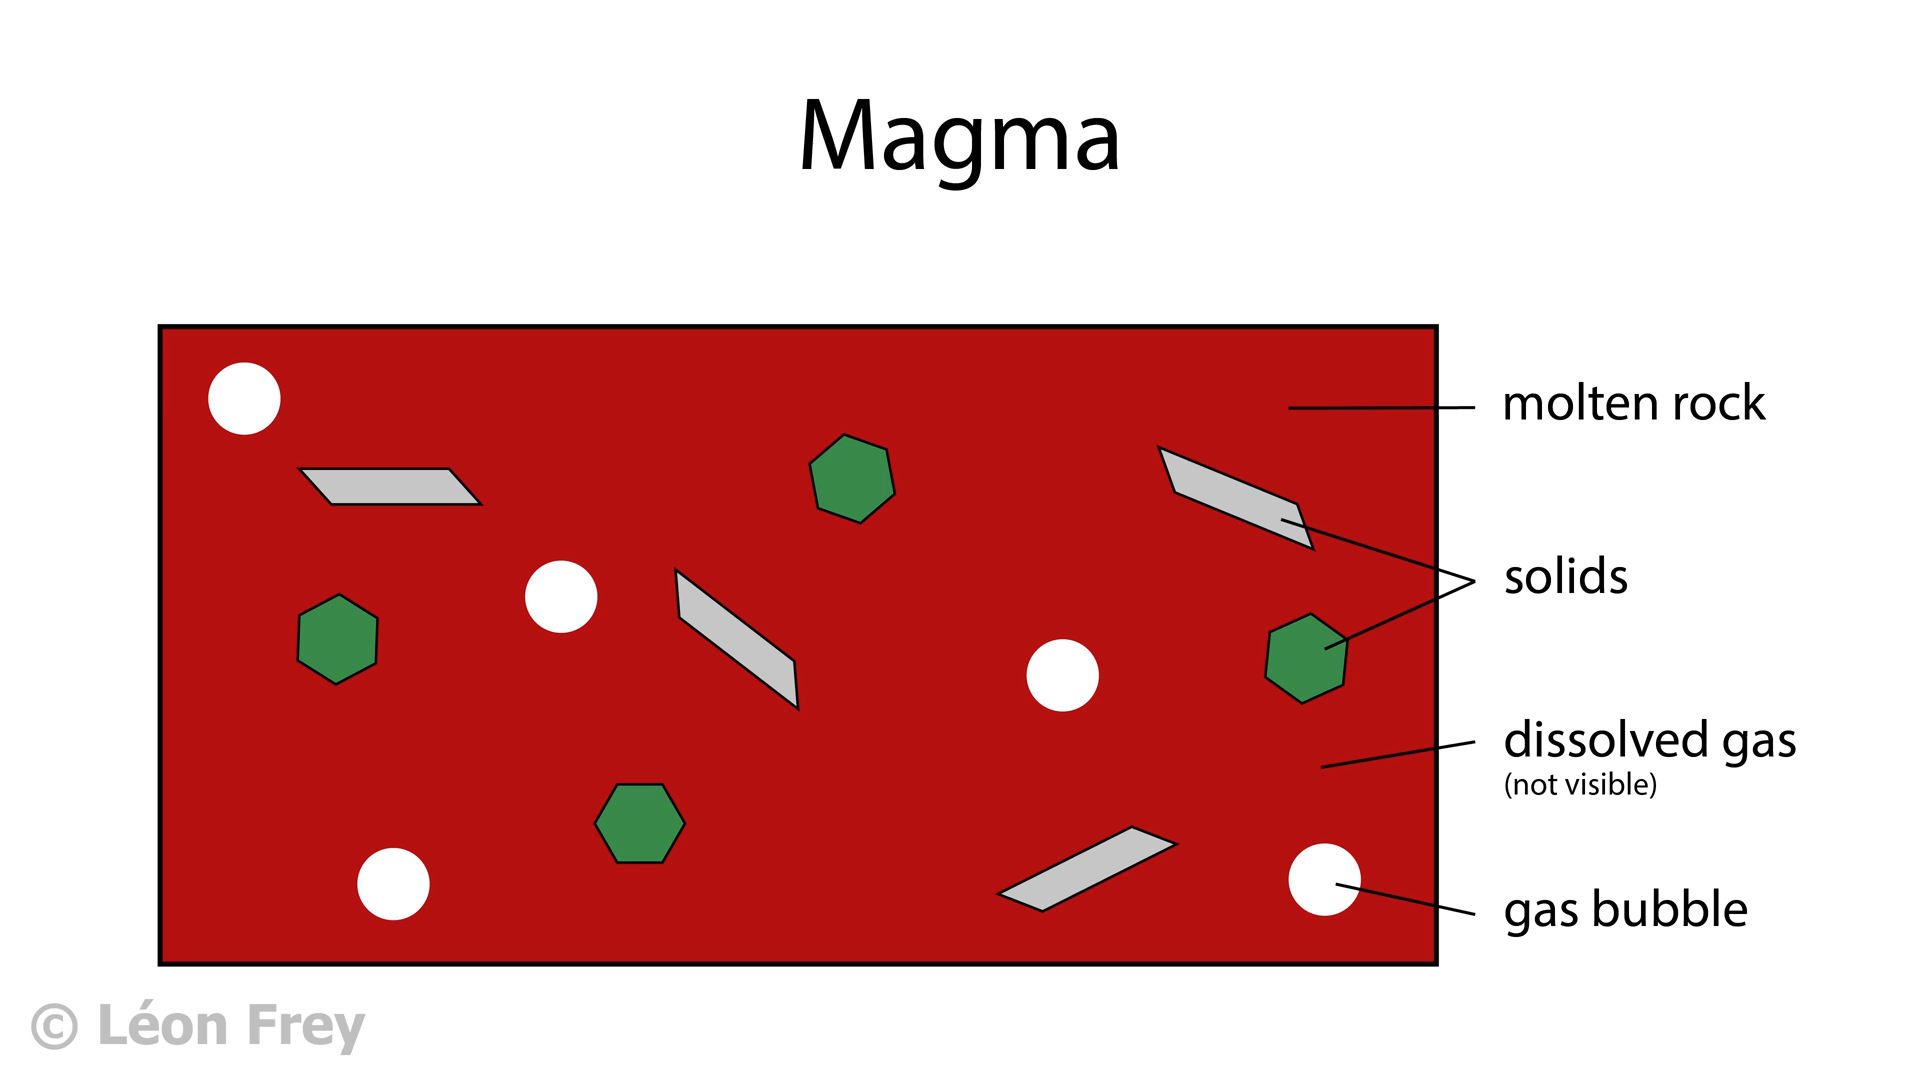 Magma
molten rock
solids
dissolved gas
(not visible)
gas bubble
© Léon Frey